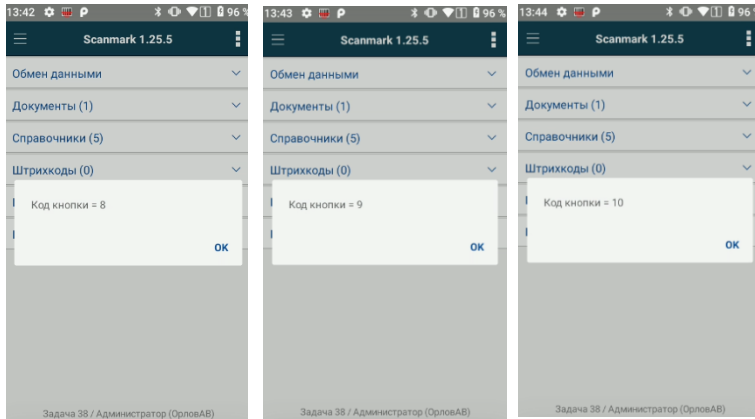 13:42 96 %
Scanmark 1.25.5
Обмен данными
Документы (1)
Справочники (5)
Штрихкоды (0)
Код кнопки = 8
OK
Задача 38 / Администратор (ОрловАВ)
13:43 96 %
Scanmark 1.25.5
Обмен данными
Документы (1)
Справочники (5)
Штрихкоды (0)
Код кнопки = 9
OK
Задача 38 / Администратор (ОрловАВ)
13:44 96
Scanmark 1.25.5
Обмен данными
Документы (1)
Справочники (5)
Штрихкоды (0)
Код кнопки = 10
OK
Задача 38 / Администратор (ОрловАВ)